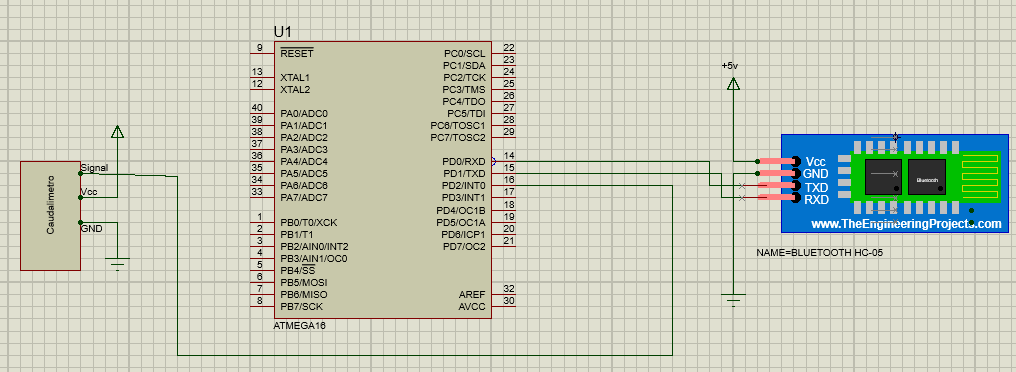 U1
9
RESET
13
XTAL1
12
XTAL2
40
PA0/ADC0
39
PA1/ADC1
38
PA2/ADC2
37
PA3/ADC3
36
PA4/ADC4
35
PA5/ADC5
34
PA6/ADC6
33
PA7/ADC7
1
PB0/T0/XCK
2
PB1/T1
3
PB2/AIN0/INT2
4
PB3/AIN1/OC0
5
PB4/SS
6
PB5/MOSI
7
PB6/MISO
8
PB7/SCK
PC0/SCL
22
PC1/SDA
23
PC2/TCK
24
PC3/TMS
25
PC4/TDO
26
PC5/TDI
27
PC6/TOSC1
28
PC7/TOSC2
29
PD0/RXD
14
PD1/TXD
15
PD2/INT0
16
PD3/INT1
17
PD4/OC1B
18
PD5/OC1A
19
PD6/ICP1
20
PD7/OC2
21
AREF
32
AVCC
30
ATMEGA16
Caudalimetro
Signal
Vcc
GND
+5v
Vcc
GND
TXD
RXD
Bluetooth
www.TheEngineeringProjects.com
NAME=BLUETOOTH HC-05